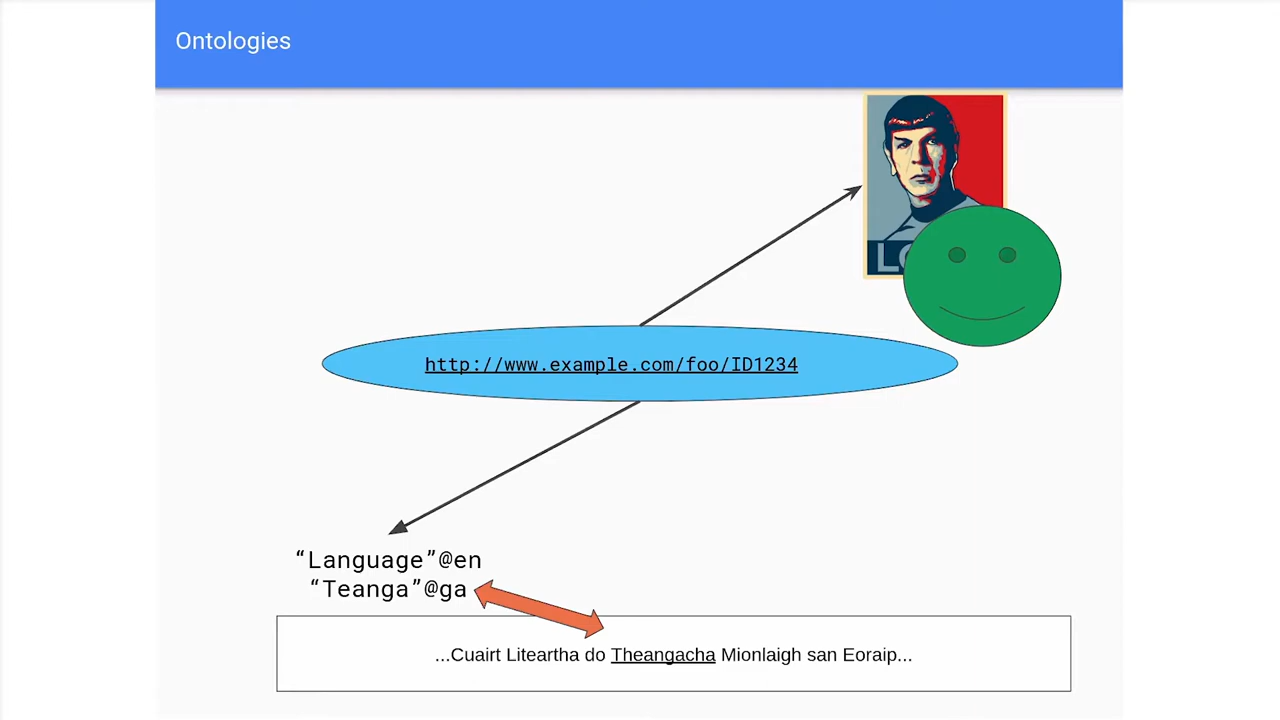 Ontologies
http://www.example.com/foo/ID1234
“Language”@en
“Teanga”@ga
...Cuairt Liteartha do Theangacha Mionlaigh san Eoraip...